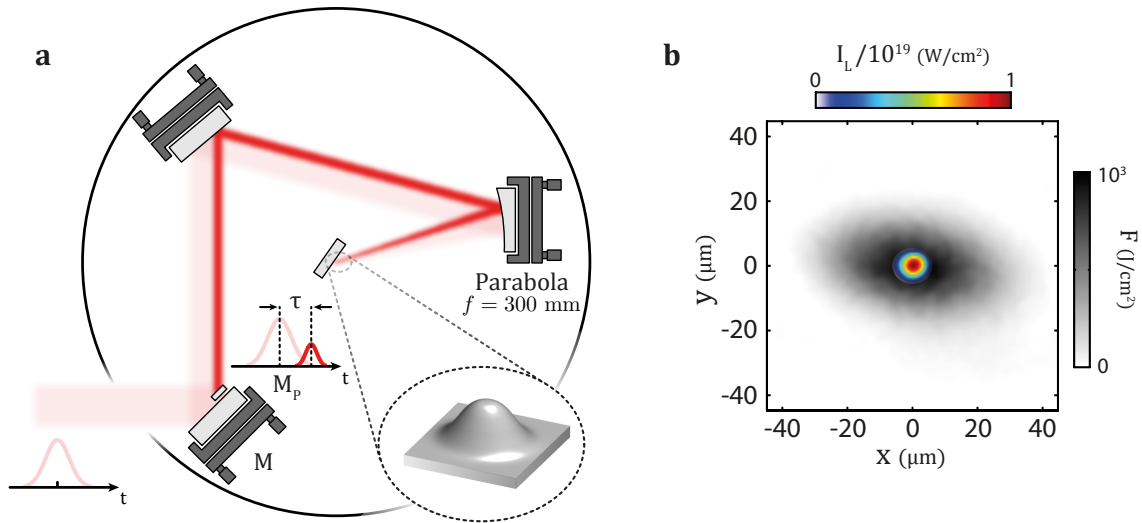 a
Parabola
f = 300 mm
τ
t
M_P
M
t
b
I_L/10^19 (W/cm²)
0
1
40
20
0
-20
-40
y (μm)
-40
-20
0
20
40
x (μm)
10³
F (J/cm²)
0